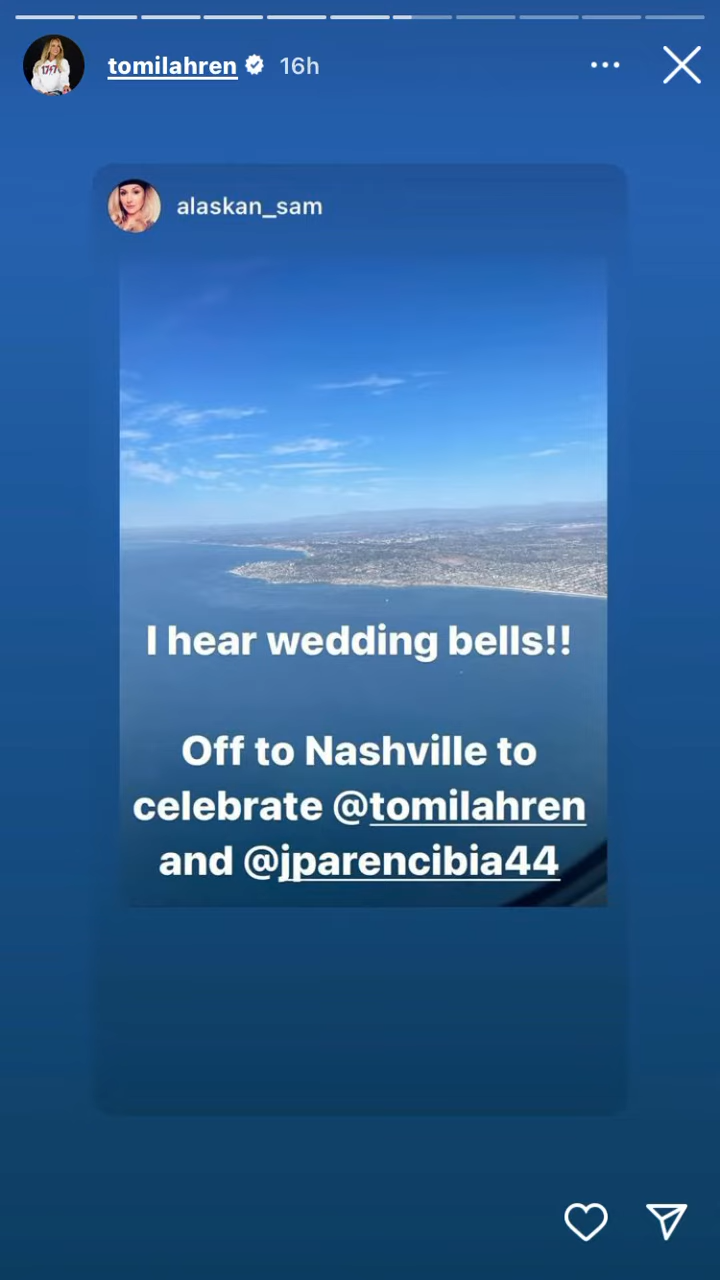 tomilahren 16h
alaskan_sam
I hear wedding bells!!
Off to Nashville to
celebrate @tomilahren
and @jparencibia44